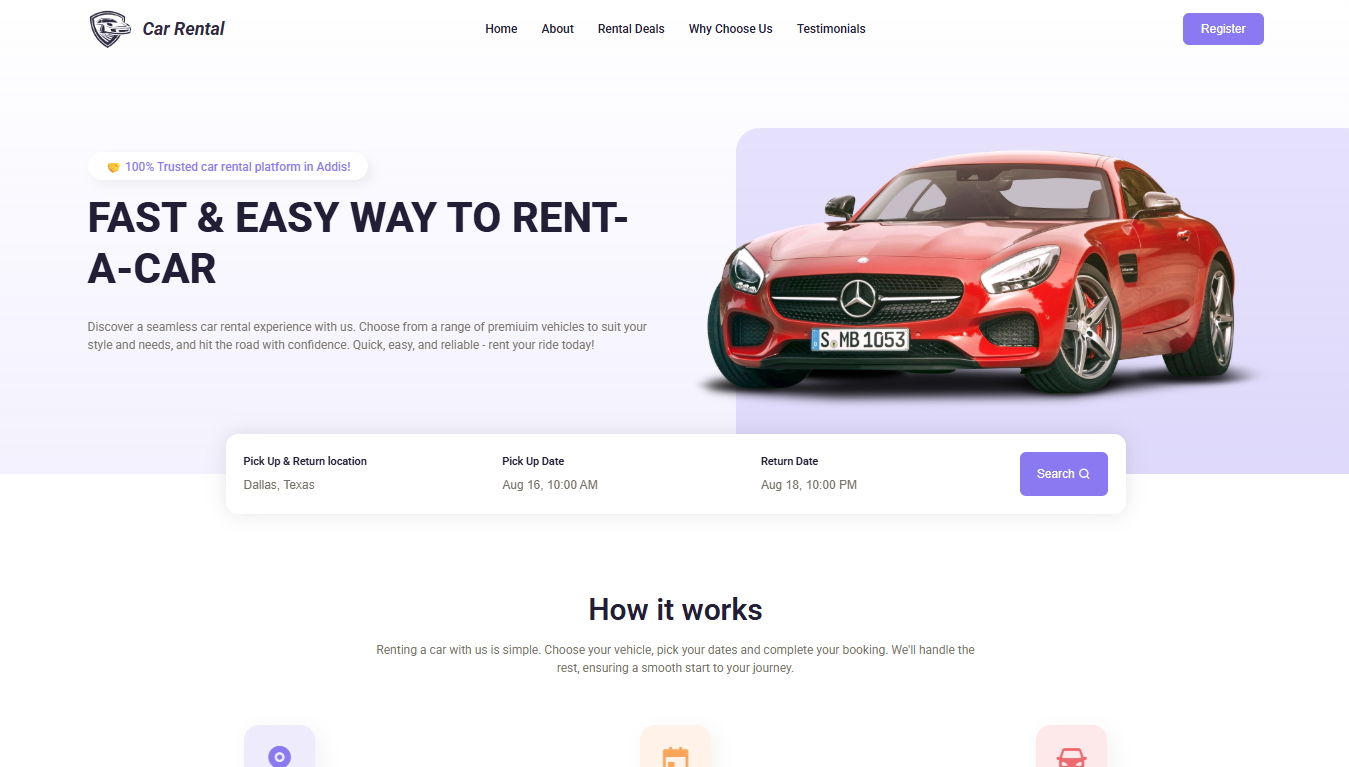 Car Rental
Home About Rental Deals Why Choose Us Testimonials
Register
100% Trusted car rental platform in Addis!
FAST & EASY WAY TO RENT-
A-CAR
Discover a seamless car rental experience with us. Choose from a range of premiuim vehicles to suit your
style and needs, and hit the road with confidence. Quick, easy, and reliable - rent your ride today!
S MB 1053
Pick Up & Return location
Dallas, Texas
Pick Up Date
Aug 16, 10:00 AM
Return Date
Aug 18, 10:00 PM
Search
How it works
Renting a car with us is simple. Choose your vehicle, pick your dates and complete your booking. We'll handle the
rest, ensuring a smooth start to your journey.